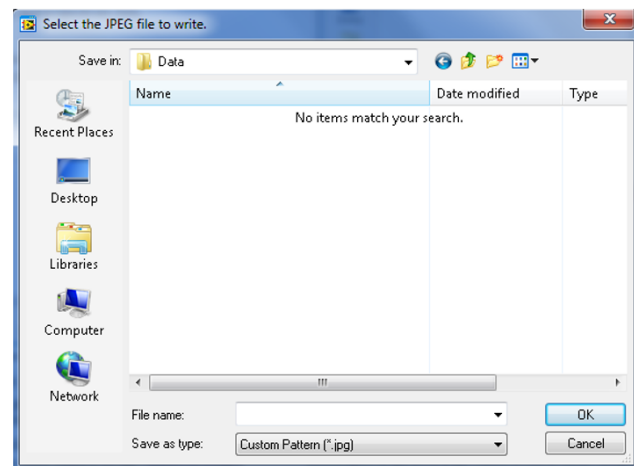 Select the JPEG file to write.
Save in: Data
Name Date modified Type
No items match your search.
Recent Places
Desktop
Libraries
Computer
Network
File name: OK
Save as type: Custom Pattern (*.jpg) Cancel